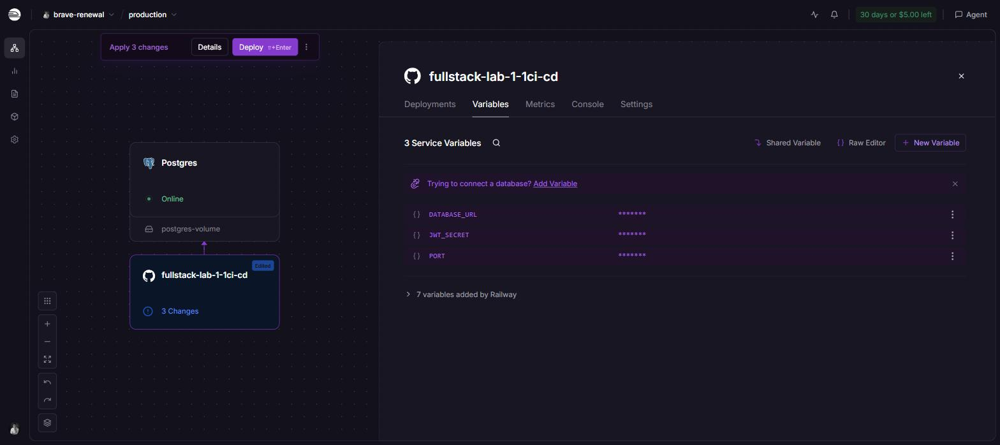 brave-renewal / production
30 days or $5.00 left
Agent
Apply 3 changes
Details
Deploy ⇧+Enter
fullstack-lab-1-1ci-cd
Deployments Variables Metrics Console Settings
3 Service Variables
Shared Variable
{} Raw Editor
+ New Variable
Trying to connect a database? Add Variable
{} DATABASE_URL *******
{} JWT_SECRET *******
{} PORT *******
7 variables added by Railway
Postgres
Online
postgres-volume
Edited
fullstack-lab-1-1ci-cd
3 Changes